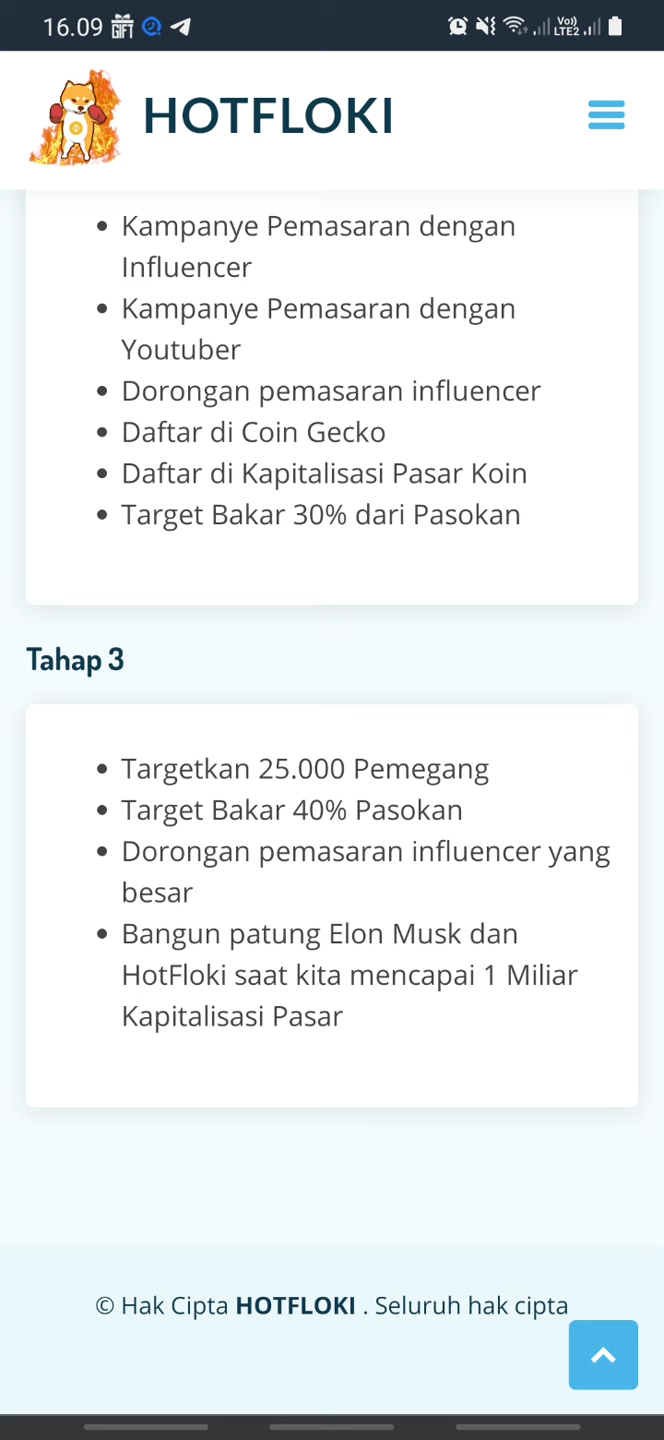 16.09 GIFT Vo) LTE2
HOTFLOKI
Kampanye Pemasaran dengan
Influencer
Kampanye Pemasaran dengan
Youtuber
Dorongan pemasaran influencer
Daftar di Coin Gecko
Daftar di Kapitalisasi Pasar Koin
Target Bakar 30% dari Pasokan
Tahap 3
Targetkan 25.000 Pemegang
Target Bakar 40% Pasokan
Dorongan pemasaran influencer yang
besar
Bangun patung Elon Musk dan
HotFloki saat kita mencapai 1 Miliar
Kapitalisasi Pasar
© Hak Cipta HOTFLOKI . Seluruh hak cipta